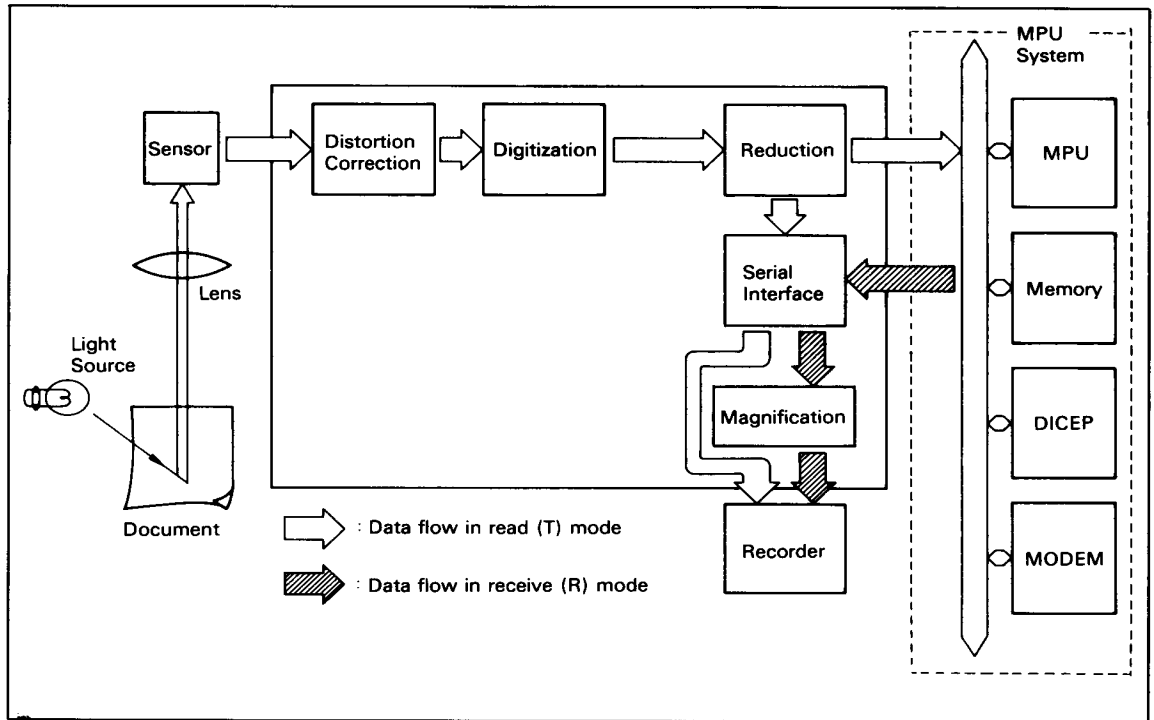 MPU
System
Sensor
Distortion
Correction
Digitization
Reduction
MPU
Serial
Interface
Memory
Lens
Light
Source
Magnification
DICEP
Document
: Data flow in read (T) mode
Recorder
MODEM
: Data flow in receive (R) mode